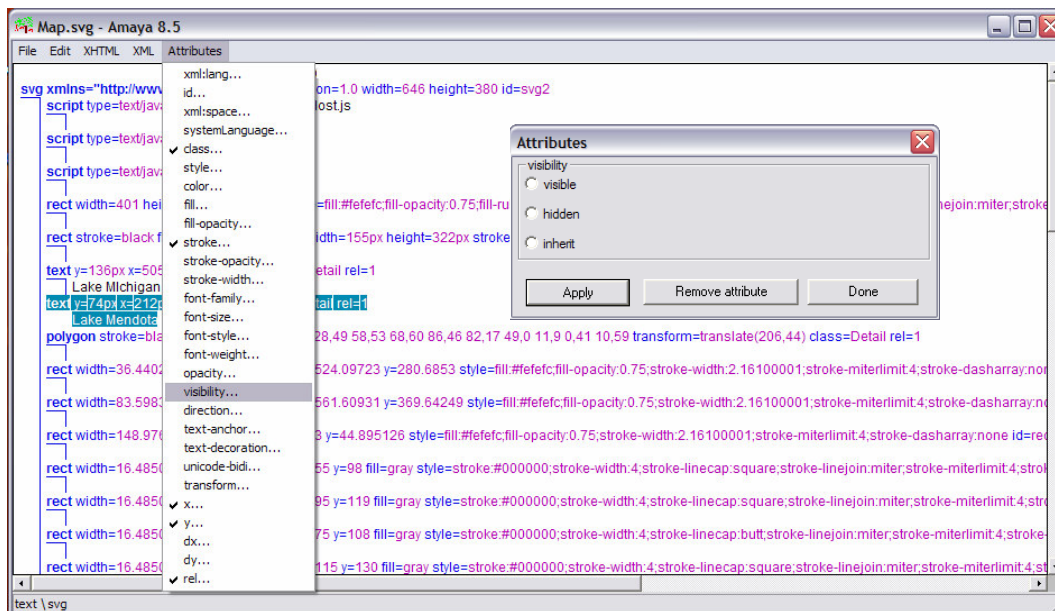 Map.svg - Amaya 8.5
File Edit XHTML XML Attributes
svg xmlns="http://www on=1.0 width=646 height=380 id=svg2
script type=text/java lost.js
script type=text/java
script type=text/java
rect width=401 hei =fill:#fefefc;fill-opacity:0.75;fill-ru nejoin:miter;stroke
rect stroke=black f idth=155px height=322px stroke
text y=136px x=505 etail rel=1
Lake MIchigan
text y=74px x=212p tail rel=1
Lake Mendota
polygon stroke=bla 28,49 58,53 68,60 86,46 82,17 49,0 11,9 0,41 10,59 transform=translate(206,44) class=Detail rel=1
rect width=36.4402 524.09723 y=280.6853 style=fill:#fefefc;fill-opacity:0.75;stroke-width:2.16100001;stroke-miterlimit:4;stroke-dasharray:non
rect width=83.5983 561.60931 y=369.64249 style=fill:#fefefc;fill-opacity:0.75;stroke-width:2.16100001;stroke-miterlimit:4;stroke-dasharray:no
rect width=148.976 3 y=44.895126 style=fill:#fefefc;fill-opacity:0.75;stroke-width:2.16100001;stroke-miterlimit:4;stroke-dasharray:none id=rec
rect width=16.4850 55 y=98 fill=gray style=stroke:#000000;stroke-width:4;stroke-linecap:square;stroke-linejoin:miter;stroke-miterlimit:4;strok
rect width=16.4850 95 y=119 fill=gray style=stroke:#000000;stroke-width:4;stroke-linecap:square;stroke-linejoin:miter;stroke-miterlimit:4;stro
rect width=16.4850 75 y=108 fill=gray style=stroke:#000000;stroke-width:4;stroke-linecap:butt;stroke-linejoin:miter;stroke-miterlimit:4;stroke-
rect width=16.4850 115 y=130 fill=gray style=stroke:#000000;stroke-width:4;stroke-linecap:square;stroke-linejoin:miter;stroke-miterlimit:4;st
xml:lang...
id...
xml:space...
systemLanguage...
class...
style...
color...
fill...
fill-opacity...
stroke...
stroke-opacity...
stroke-width...
font-family...
font-size...
font-style...
font-weight...
opacity...
visibility...
direction...
text-anchor...
text-decoration...
unicode-bidi...
transform...
x...
y...
dx...
dy...
rel...
Attributes
visibility
visible
hidden
inherit
Apply Remove attribute Done
text \ svg